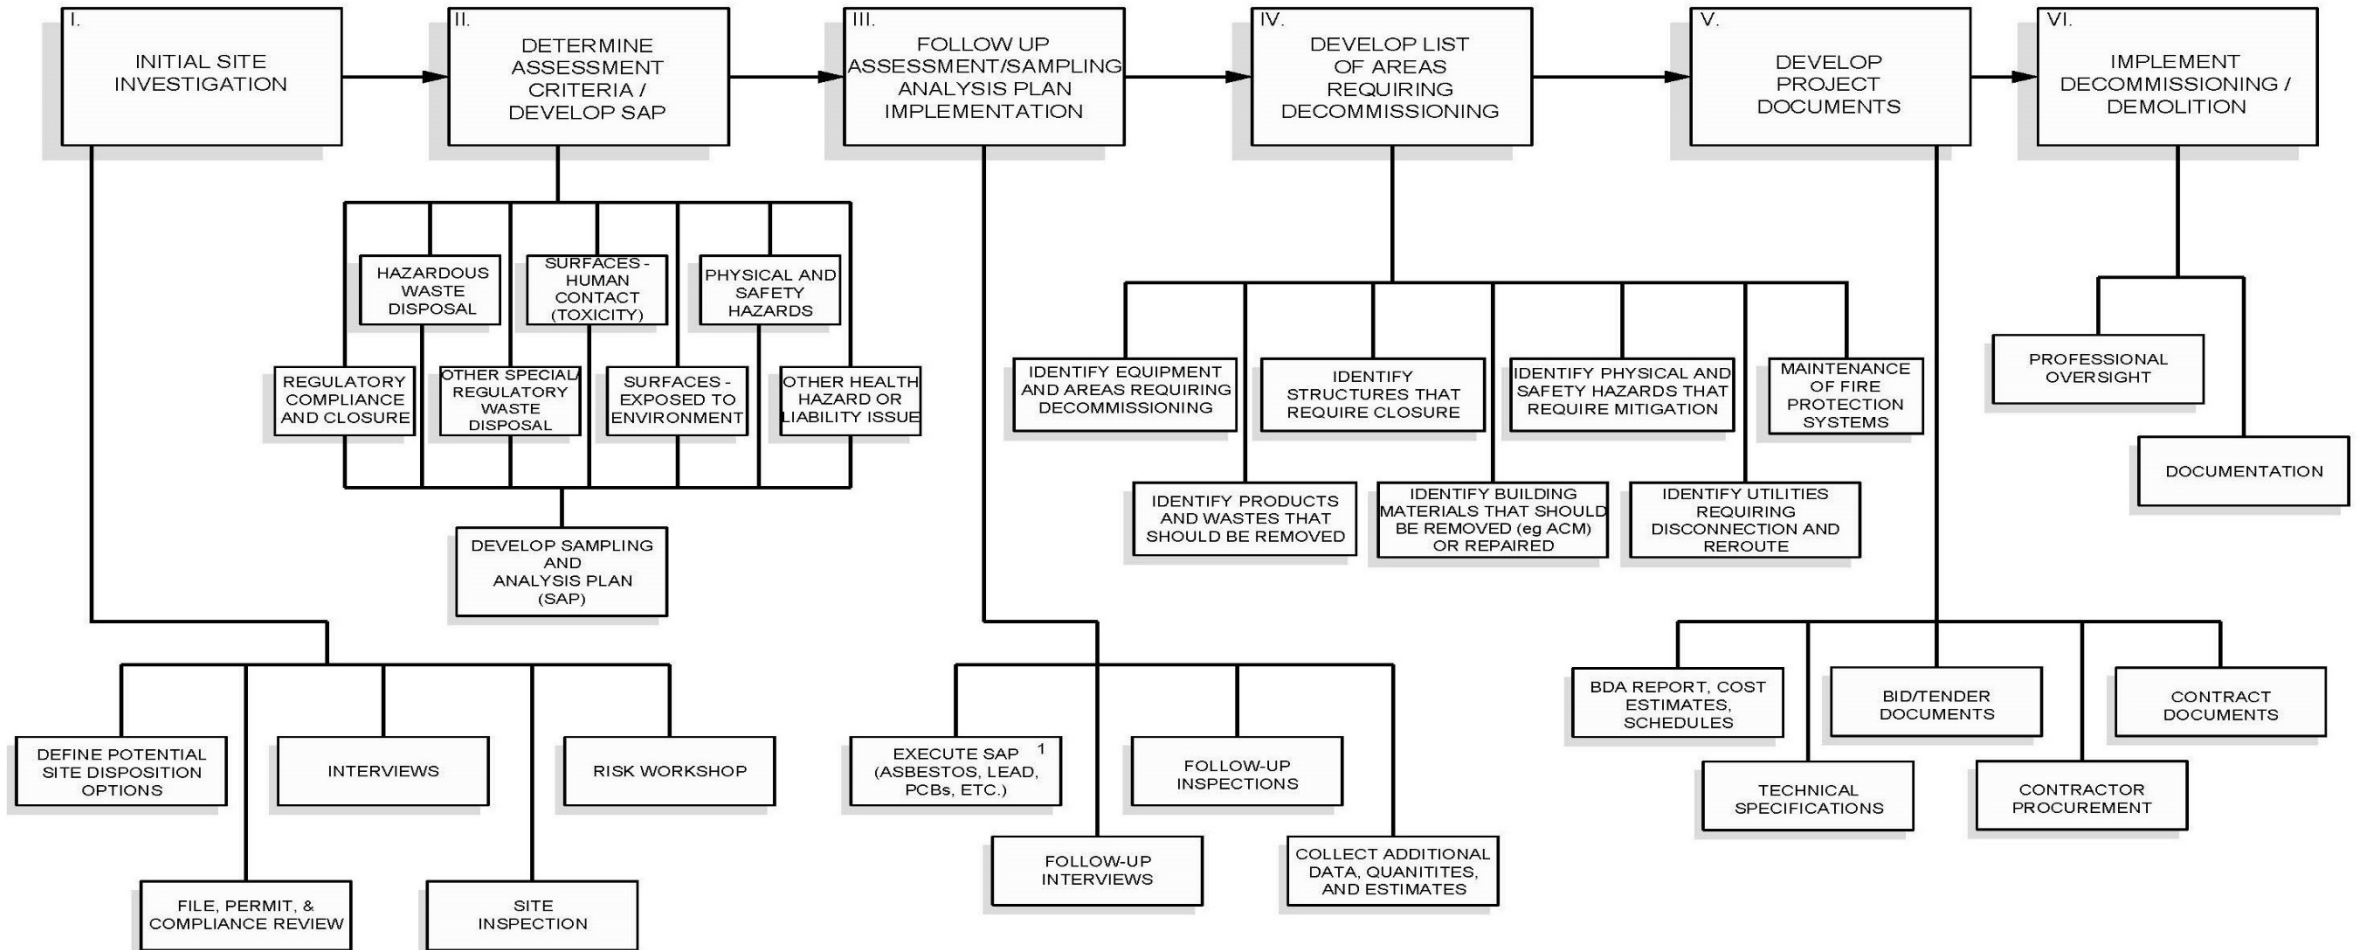 I.
INITIAL SITE
INVESTIGATION
II.
DETERMINE
ASSESSMENT
CRITERIA /
DEVELOP SAP
III.
FOLLOW UP
ASSESSMENT/SAMPLING
ANALYSIS PLAN
IMPLEMENTATION
IV.
DEVELOP LIST
OF AREAS
REQUIRING
DECOMMISSIONING
V.
DEVELOP
PROJECT
DOCUMENTS
VI.
IMPLEMENT
DECOMMISSIONING /
DEMOLITION
HAZARDOUS
WASTE
DISPOSAL
SURFACES -
HUMAN
CONTACT
(TOXICITY)
PHYSICAL AND
SAFETY
HAZARDS
REGULATORY
COMPLIANCE
AND CLOSURE
OTHER SPECIAL/
REGULATORY
WASTE
DISPOSAL
SURFACES -
EXPOSED TO
ENVIRONMENT
OTHER HEALTH
HAZARD OR
LIABILITY ISSUE
DEVELOP SAMPLING
AND
ANALYSIS PLAN
(SAP)
IDENTIFY EQUIPMENT
AND AREAS REQUIRING
DECOMMISSIONING
IDENTIFY
STRUCTURES THAT
REQUIRE CLOSURE
IDENTIFY PHYSICAL AND
SAFETY HAZARDS THAT
REQUIRE MITIGATION
MAINTENANCE
OF FIRE
PROTECTION
SYSTEMS
IDENTIFY PRODUCTS
AND WASTES THAT
SHOULD BE REMOVED
IDENTIFY BUILDING
MATERIALS THAT SHOULD
BE REMOVED (eg ACM)
OR REPAIRED
IDENTIFY UTILITIES
REQUIRING
DISCONNECTION AND
REROUTE
PROFESSIONAL
OVERSIGHT
DOCUMENTATION
DEFINE POTENTIAL
SITE DISPOSITION
OPTIONS
INTERVIEWS
RISK WORKSHOP
FILE, PERMIT, &
COMPLIANCE REVIEW
SITE
INSPECTION
EXECUTE SAP 1
(ASBESTOS, LEAD,
PCBs, ETC.)
FOLLOW-UP
INSPECTIONS
FOLLOW-UP
INTERVIEWS
COLLECT ADDITIONAL
DATA, QUANTITES,
AND ESTIMATES
BDA REPORT, COST
ESTIMATES,
SCHEDULES
BID/TENDER
DOCUMENTS
CONTRACT
DOCUMENTS
TECHNICAL
SPECIFICATIONS
CONTRACTOR
PROCUREMENT